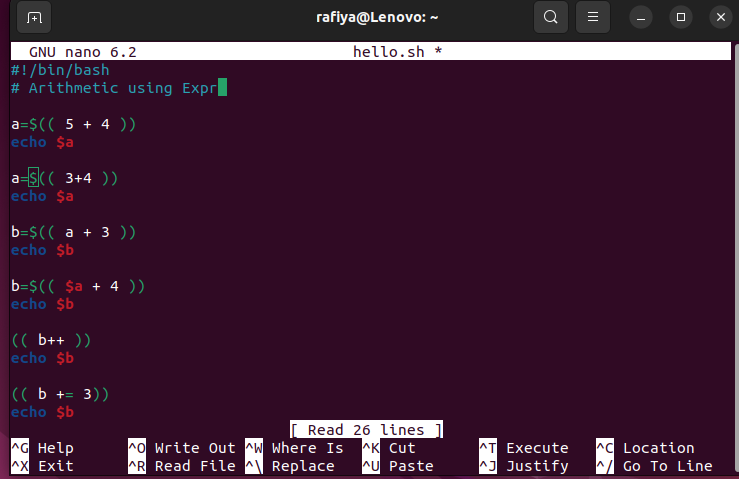 rafiya@Lenovo: ~
GNU nano 6.2 hello.sh *
#!/bin/bash
# Arithmetic using Expr
a=$(( 5 + 4 ))
echo $a
a=$(( 3+4 ))
echo $a
b=$(( a + 3 ))
echo $b
b=$(( $a + 4 ))
echo $b
(( b++ ))
echo $b
(( b += 3))
echo $b
[ Read 26 lines ]
^G Help ^O Write Out ^W Where Is ^K Cut ^T Execute ^C Location
^X Exit ^R Read File ^\ Replace ^U Paste ^J Justify ^/ Go To Line